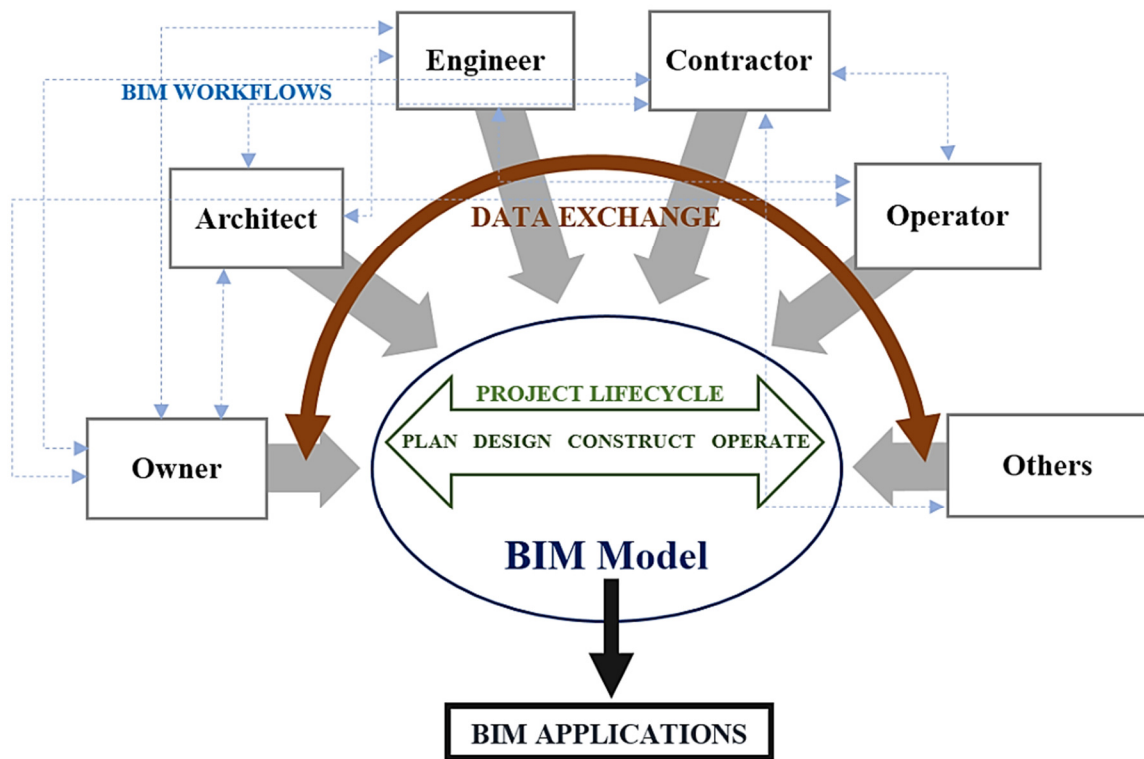 Engineer
Contractor
BIM WORKFLOWS
Architect
DATA EXCHANGE
Operator
PROJECT LIFECYCLE
PLAN DESIGN CONSTRUCT OPERATE
Owner
Others
BIM Model
BIM APPLICATIONS